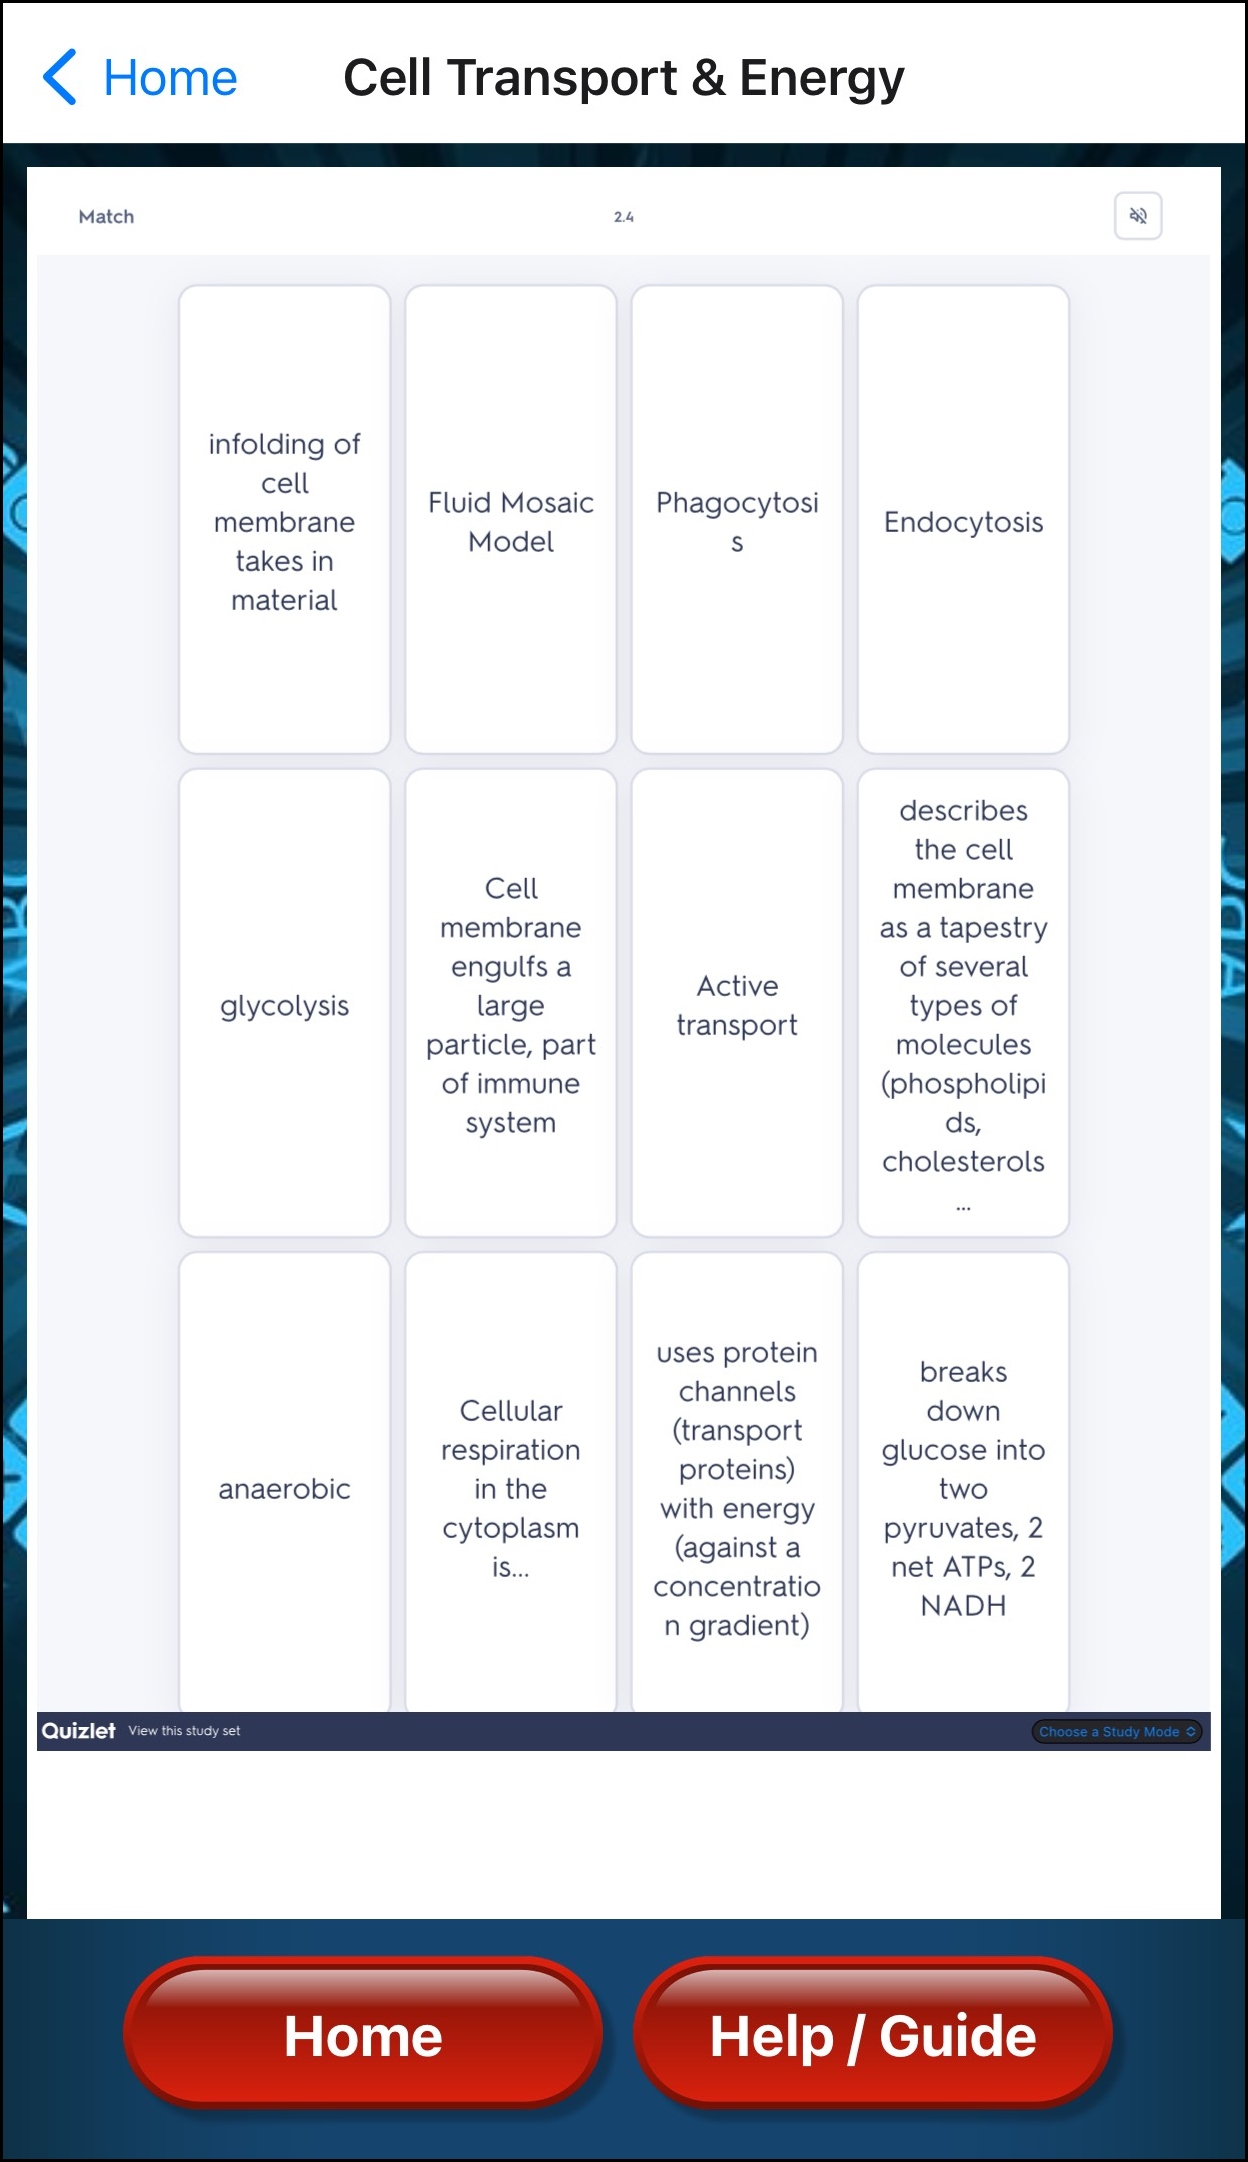 Home
Cell Transport & Energy
Match
2.4
infolding of
cell
membrane
takes in
material
Fluid Mosaic
Model
Phagocytosi
s
Endocytosis
glycolysis
Cell
membrane
engulfs a
large
particle, part
of immune
system
Active
transport
describes
the cell
membrane
as a tapestry
of several
types of
molecules
(phospholipi
ds,
cholesterols
...
anaerobic
Cellular
respiration
in the
cytoplasm
is...
uses protein
channels
(transport
proteins)
with energy
(against a
concentratio
n gradient)
breaks
down
glucose into
two
pyruvates, 2
net ATPs, 2
NADH
Quizlet
View this study set
Choose a Study Mode
Home
Help / Guide